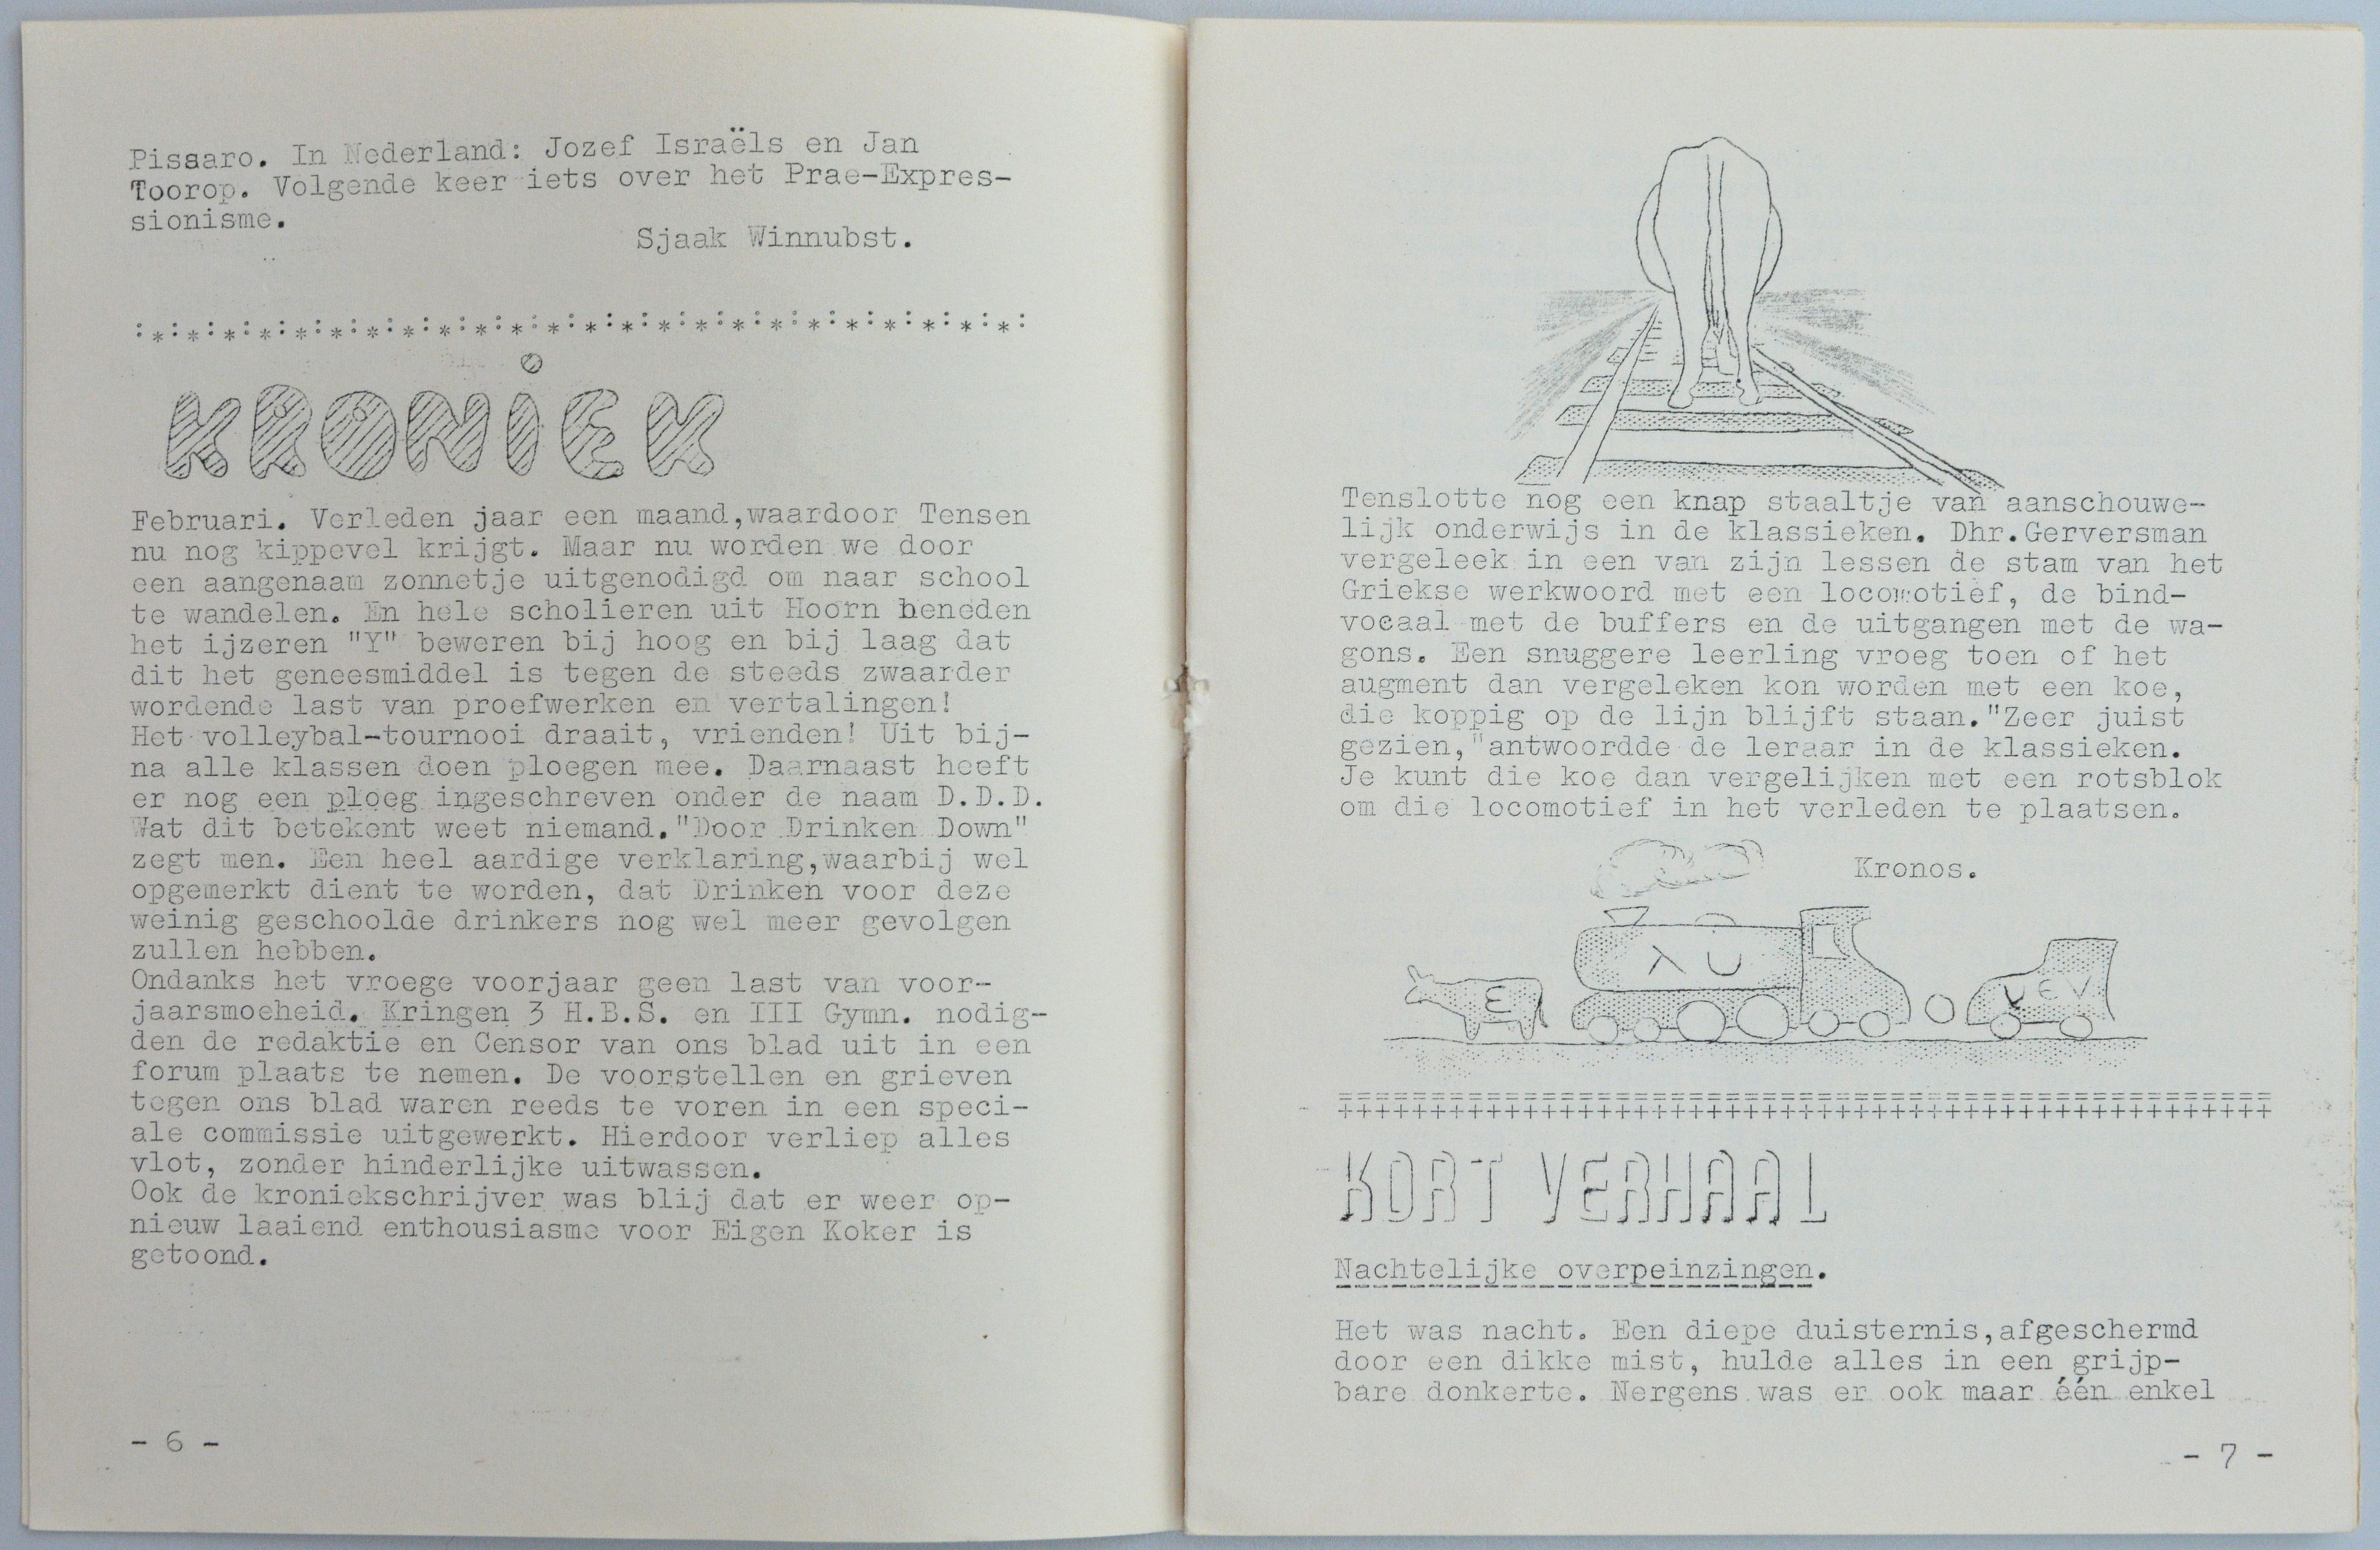 Pissaro. In Nederland: Jozef Israëls en Jan
Toorop. Volgende keer iets over het Prae-Expres-
sionisme.
Sjaak Winnubst.
:*:*:*:*:*:*:*:*:*:*:*:*:*:*:*:*:*:*:*:*:*:*:*:*:
KRONiEK
Februari. Verleden jaar een maand,waardoor Tensen
nu nog kippevel krijgt. Maar nu worden we door
een aangenaam zonnetje uitgenodigd om naar school
te wandelen. En hele scholieren uit Hoorn beneden
het ijzeren "Y" beweren bij hoog en bij laag dat
dit het geneesmiddel is tegen de steeds zwaarder
wordende last van proefwerken en vertalingen!
Het volleybal-tournooi draait, vrienden! Uit bij-
na alle klassen doen ploegen mee. Daarnaast heeft
er nog een ploeg ingeschreven onder de naam D.D.D.
Wat dit betekent weet niemand."Door Drinken Down"
zegt men. Een heel aardige verklaring,waarbij wel
opgemerkt dient te worden, dat Drinken voor deze
weinig geschoolde drinkers nog wel meer gevolgen
zullen hebben.
Ondanks het vroege voorjaar geen last van voor-
jaarsmoeheid. Kringen 3 H.B.S. en III Gymn. nodig-
den de redaktie en Censor van ons blad uit in een
forum plaats te nemen. De voorstellen en grieven
tegen ons blad waren reeds te voren in een speci-
ale commissie uitgewerkt. Hierdoor verliep alles
vlot, zonder hinderlijke uitwassen.
Ook de kroniekschrijver was blij dat er weer op-
nieuw laaiend enthousiasme voor Eigen Koker is
getoond.
- 6 -
Tenslotte nog een knap staaltje van aanschouwe-
lijk onderwijs in de klassieken. Dhr.Gerversman
vergeleek in een van zijn lessen de stam van het
Griekse werkwoord met een locomotief, de bind-
vocaal met de buffers en de uitgangen met de wa-
gons. Een snuggere leerling vroeg toen of het
augment dan vergeleken kon worden met een koe,
die koppig op de lijn blijft staan."Zeer juist
gezien,"antwoordde de leraar in de klassieken.
Je kunt die koe dan vergelijken met een rotsblok
om die locomotief in het verleden te plaatsen.
Kronos.
ε λυ ο μεν
==================================================
++++++++++++++++++++++++++++++++++++++++++++++++++
KORT VERHAAL
Nachtelijke overpeinzingen.
Het was nacht. Een diepe duisternis,afgeschermd
door een dikke mist, hulde alles in een grijp-
bare donkerte. Nergens was er ook maar één enkel
- 7 -